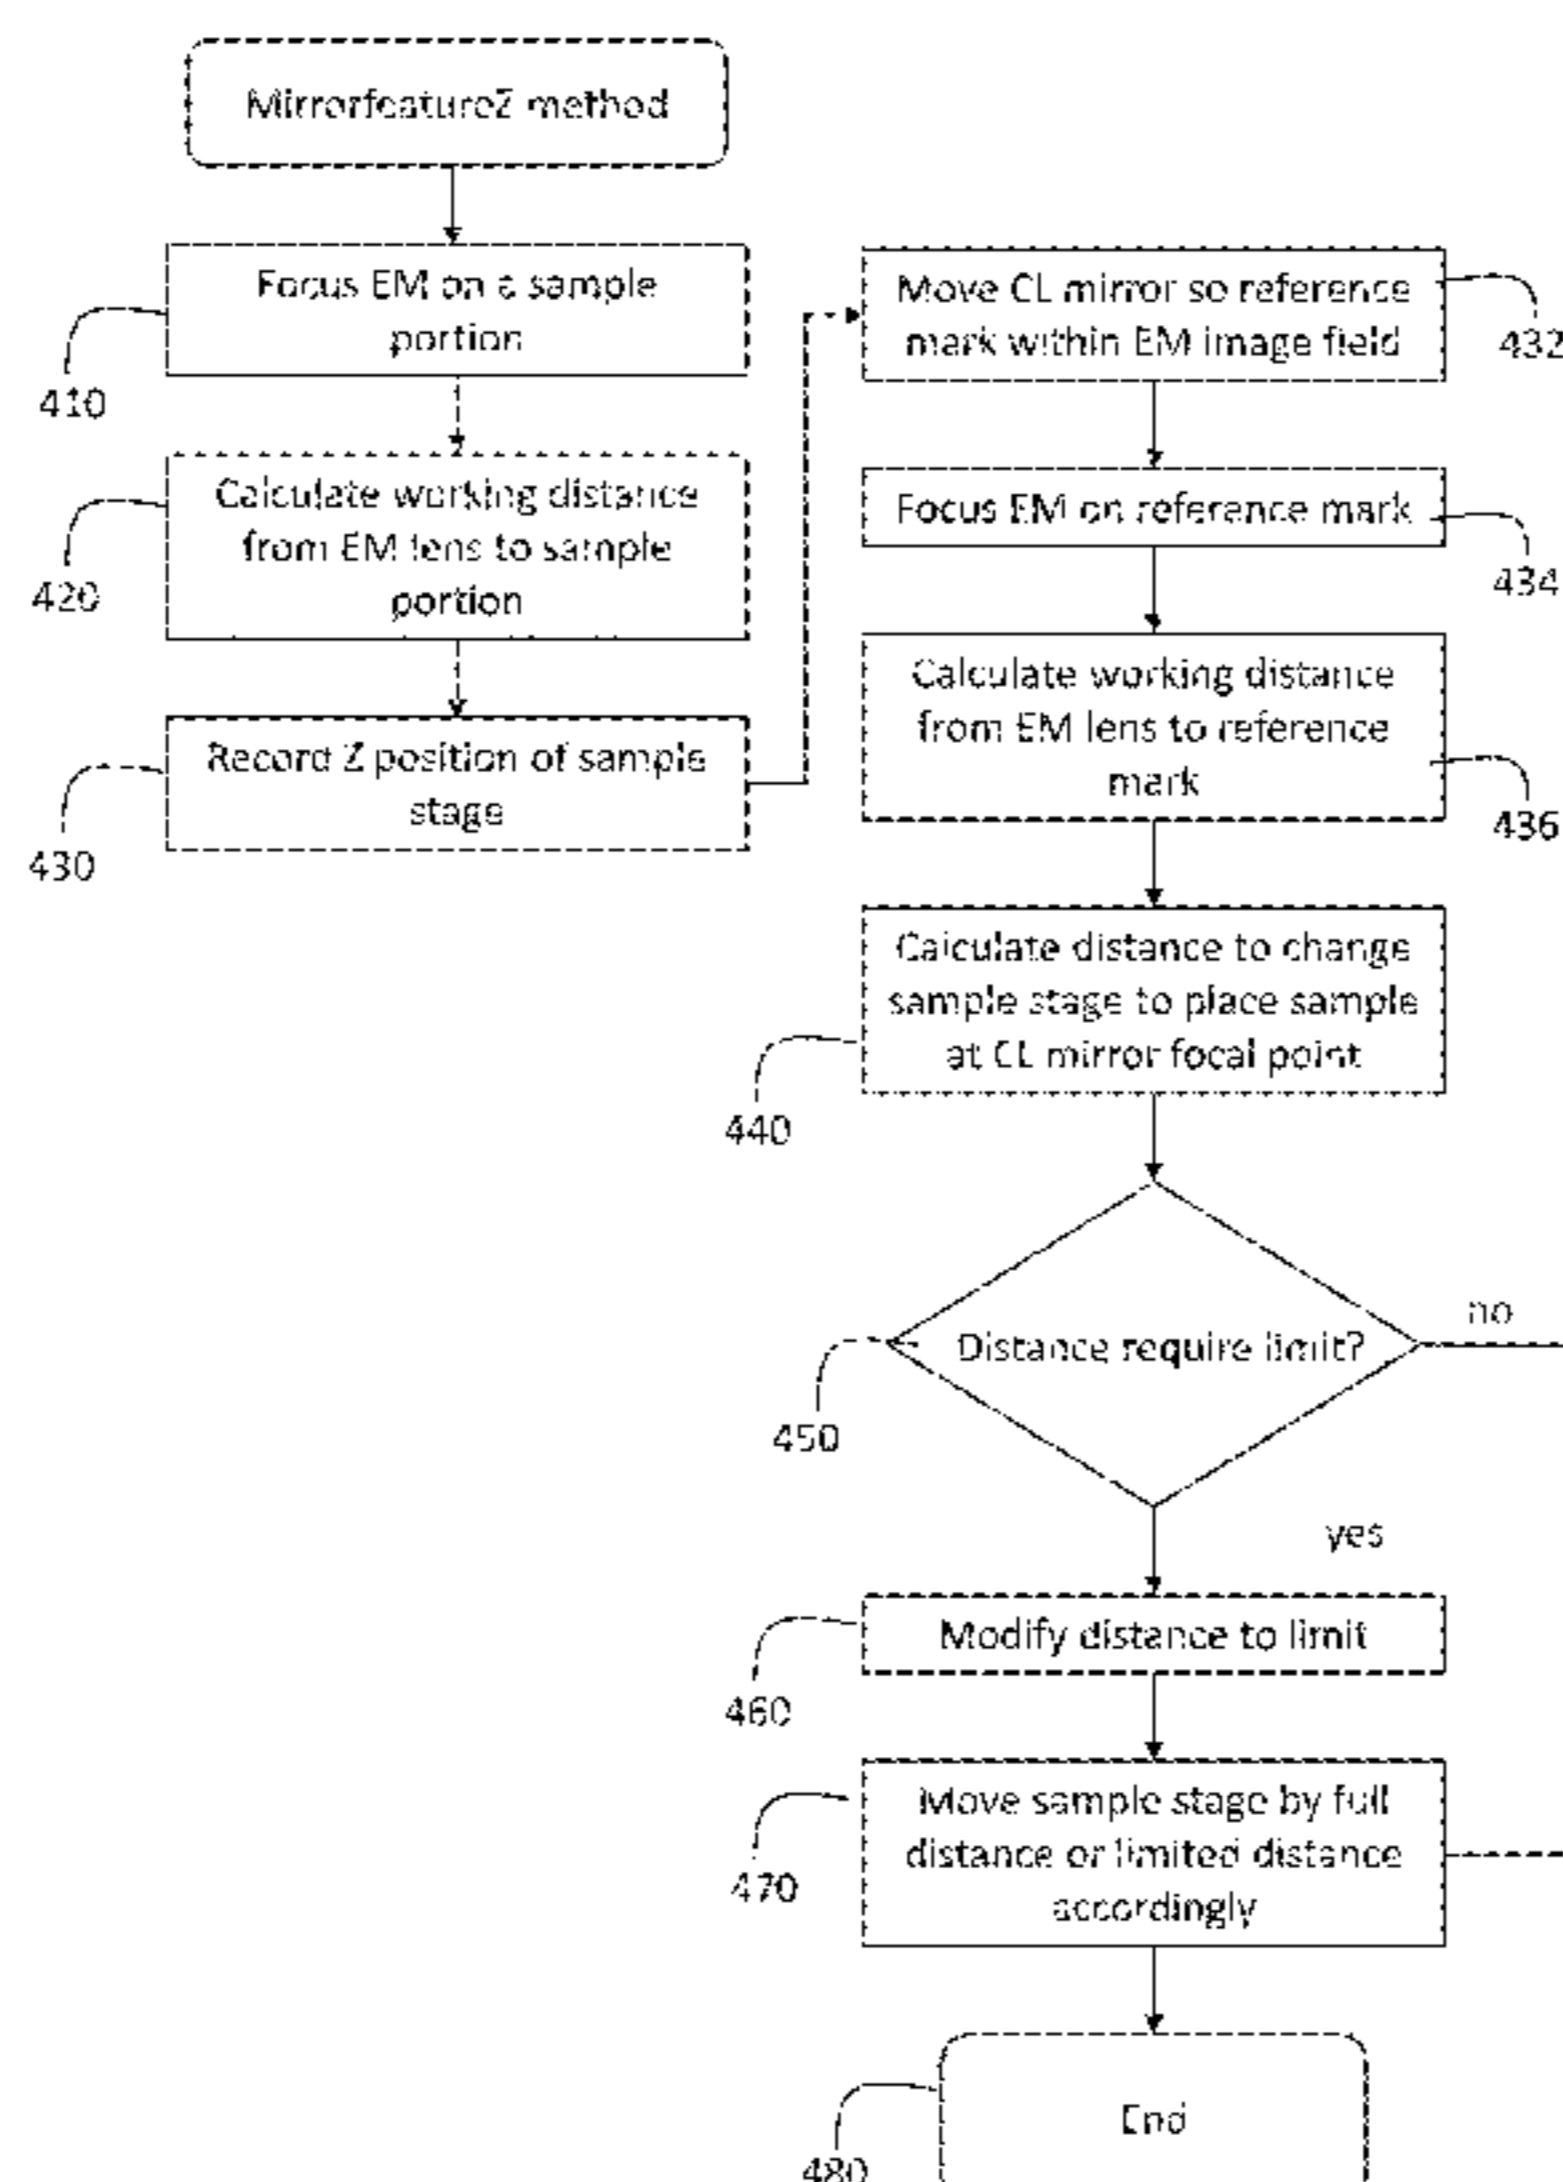 MirrorfeatureZ method
Focus EM on a sample
portion
410
Calculate working distance
from EM lens to sample
portion
420
Record Z position of sample
stage
430
Move CL mirror so reference
mark within EM image field
432
Focus EM on reference mark
434
Calculate working distance
from EM lens to reference
mark
436
Calculate distance to change
sample stage to place sample
at CL mirror focal point
440
Distance require limit?
no
450
yes
Modify distance to limit
460
Move sample stage by full
distance or limited distance
accordingly
470
End
480